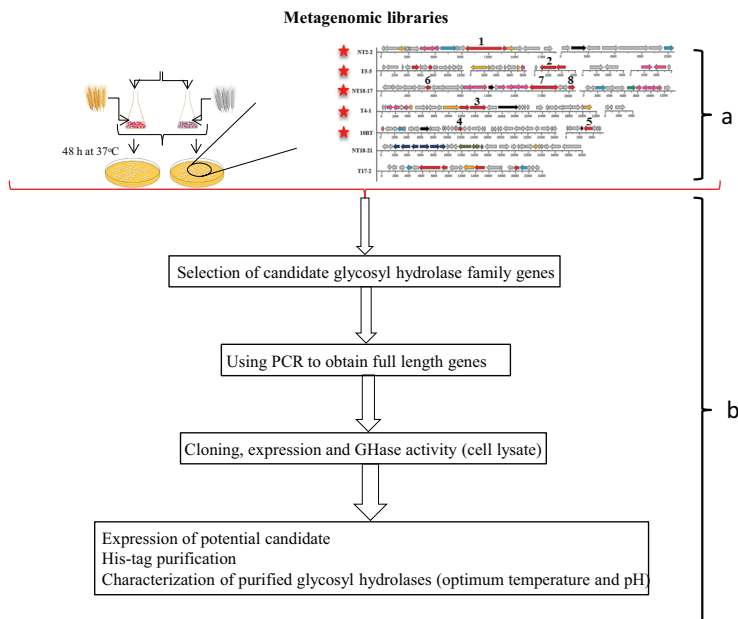 Metagenomic libraries
1
NT2-2
2
T5-5
6
7
8
NT18-17
3
T4-1
4
5
10BT
NT18-21
T17-2
48 h at 37°C
a
Selection of candidate glycosyl hydrolase family genes
Using PCR to obtain full length genes
Cloning, expression and GHase activity (cell lysate)
Expression of potential candidate
His-tag purification
Characterization of purified glycosyl hydrolases (optimum temperature and pH)
b